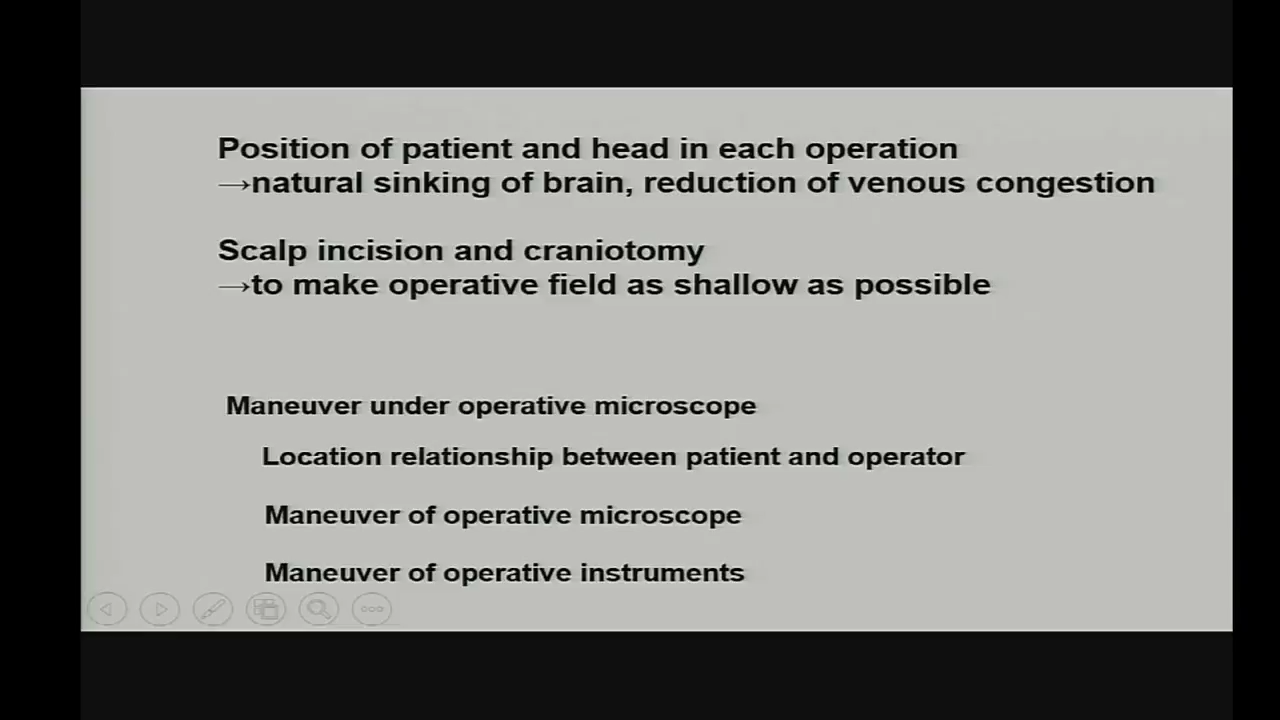 Position of patient and head in each operation
→natural sinking of brain, reduction of venous congestion
Scalp incision and craniotomy
→to make operative field as shallow as possible
Maneuver under operative microscope
Location relationship between patient and operator
Maneuver of operative microscope
Maneuver of operative instruments